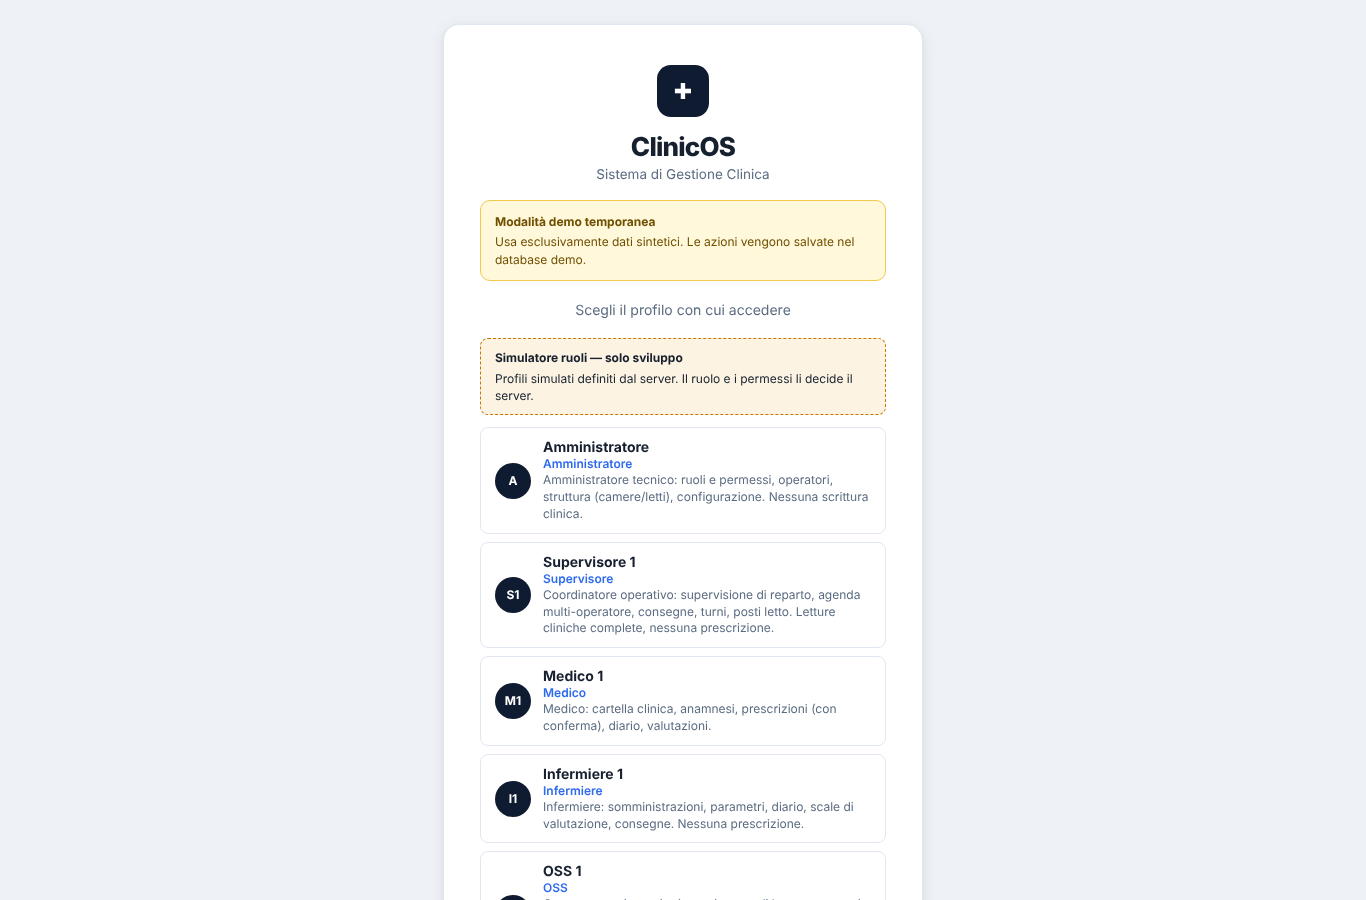 ClinicOS
Sistema di Gestione Clinica
Modalità demo temporanea
Usa esclusivamente dati sintetici. Le azioni vengono salvate nel
database demo.
Scegli il profilo con cui accedere
Simulatore ruoli — solo sviluppo
Profili simulati definiti dal server. Il ruolo e i permessi li decide il
server.
A
Amministratore
Amministratore
Amministratore tecnico: ruoli e permessi, operatori,
struttura (camere/letti), configurazione. Nessuna scrittura
clinica.
S1
Supervisore 1
Supervisore
Coordinatore operativo: supervisione di reparto, agenda
multi-operatore, consegne, turni, posti letto. Letture
cliniche complete, nessuna prescrizione.
M1
Medico 1
Medico
Medico: cartella clinica, anamnesi, prescrizioni (con
conferma), diario, valutazioni.
I1
Infermiere 1
Infermiere
Infermiere: somministrazioni, parametri, diario, scale di
valutazione, consegne. Nessuna prescrizione.
OSS 1
OSS